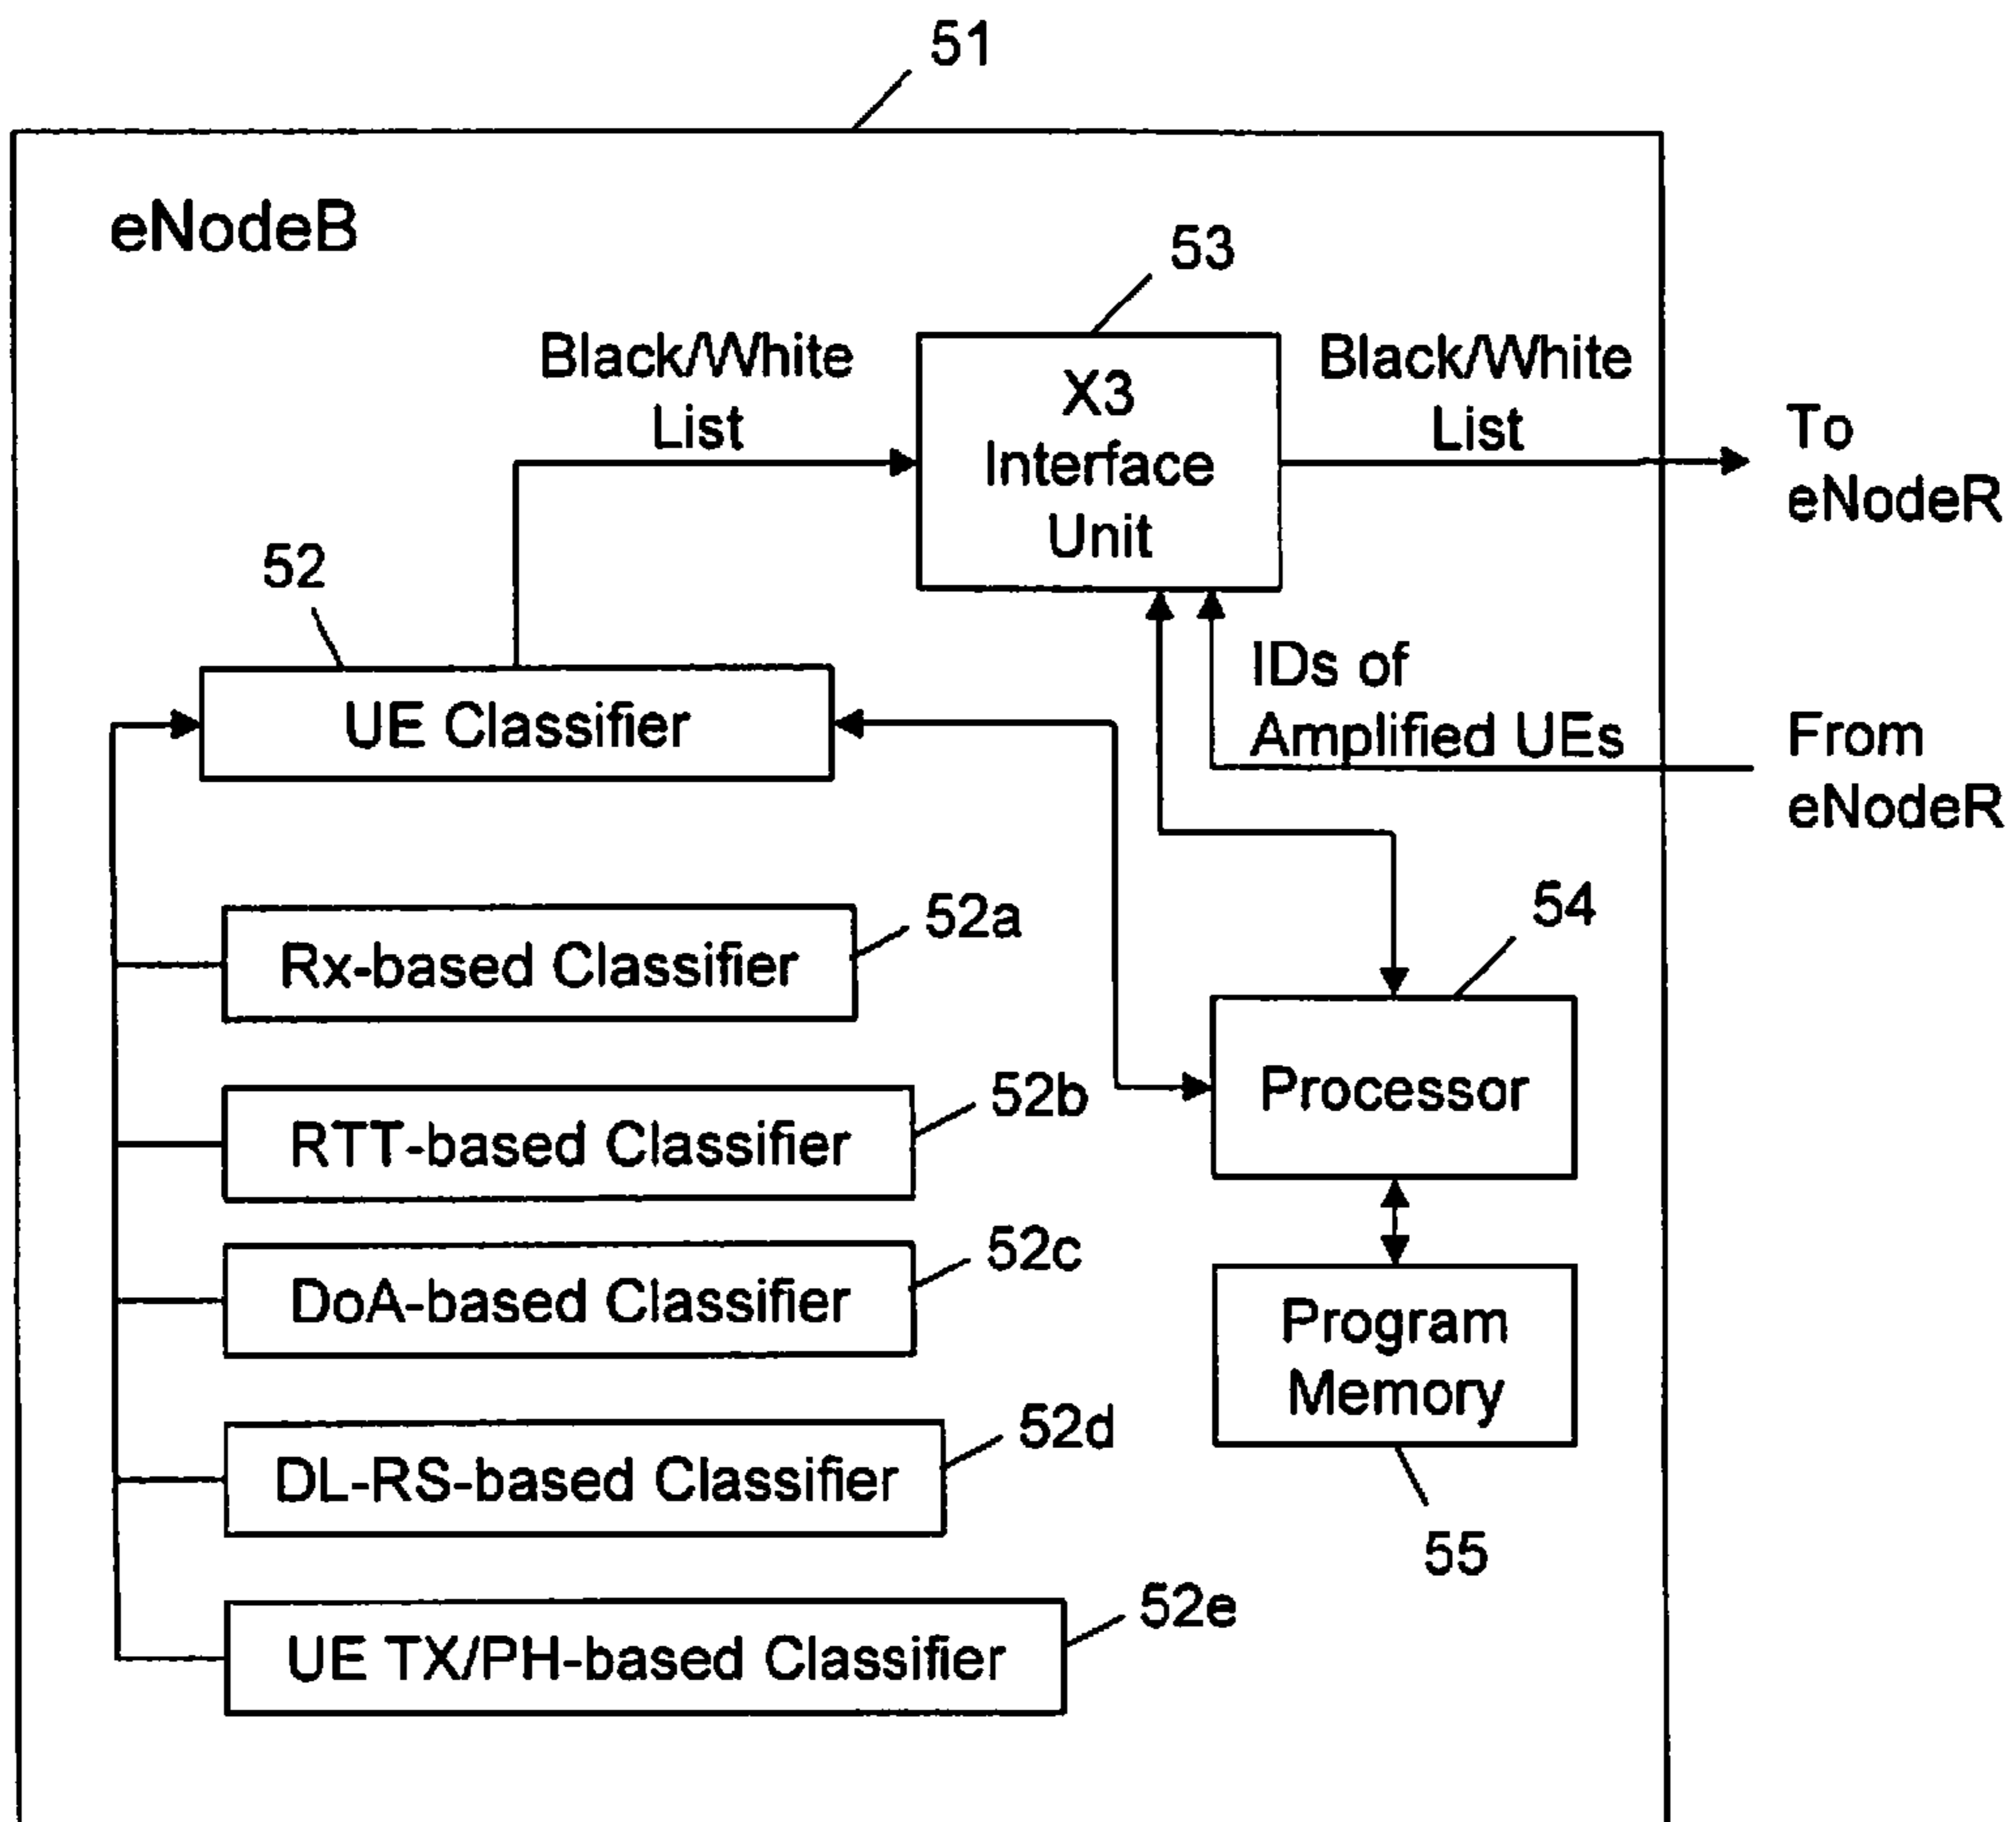 51
eNodeB
53
Black/White
List
X3
Interface
Unit
Black/White
List
To
eNodeR
52
UE Classifier
IDs of
Amplified UEs
From
eNodeR
52a
Rx-based Classifier
54
Processor
52b
RTT-based Classifier
52c
DoA-based Classifier
Program
Memory
52d
DL-RS-based Classifier
55
52e
UE TX/PH-based Classifier